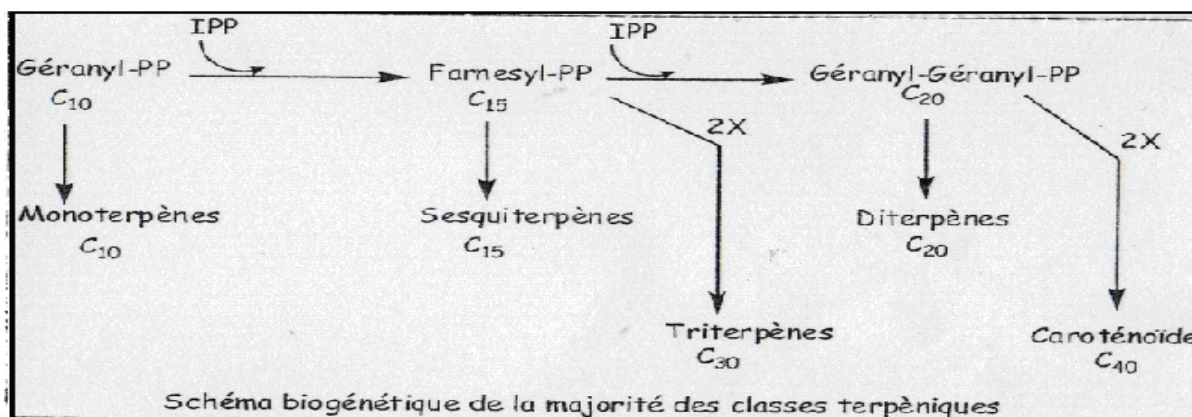 IPP IPP
Géranyl-PP Farnesyl-PP Géranyl-Géranyl-PP
C10 C15 C20
2X 2X
Monoterpènes Sesquiterpènes Diterpènes
C10 C15 C20
Triterpènes Caroténoïde
C30 C40
Schéma biogénétique de la majorité des classes terpèniques